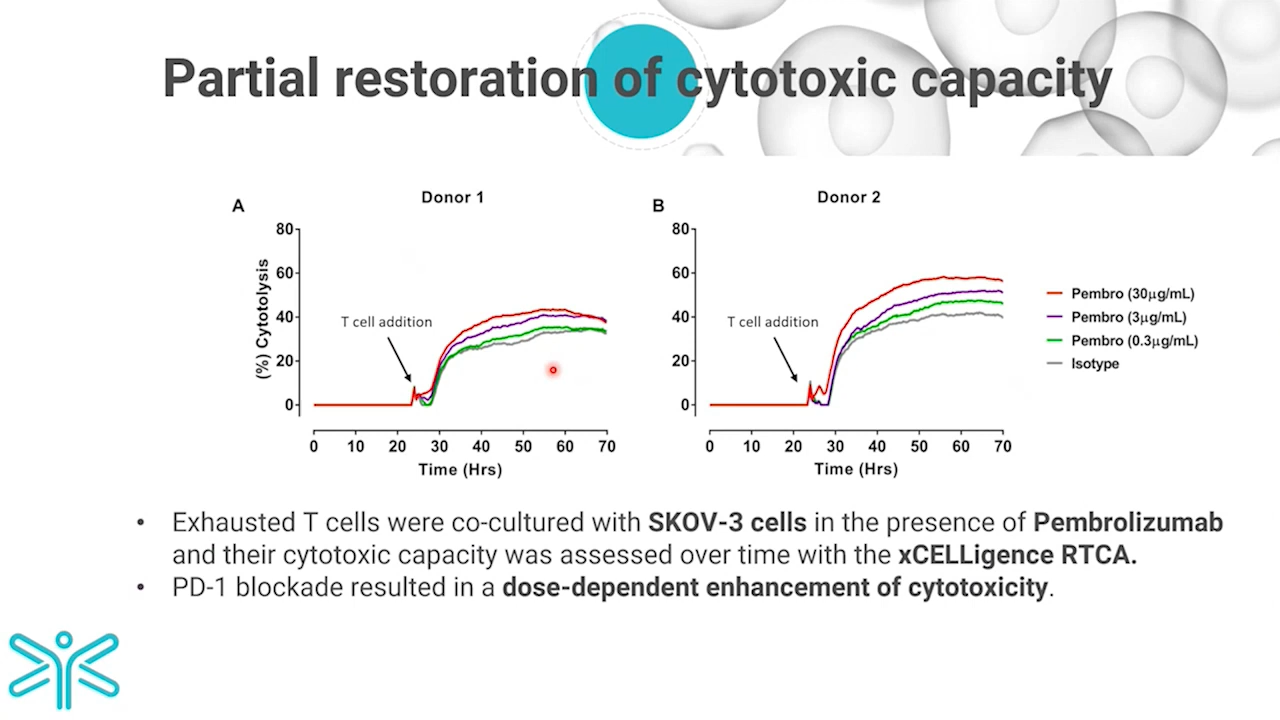 Partial restoration of cytotoxic capacity
A
Donor 1
80
60
40
20
0
(%) Cytolysis
T cell addition
0 10 20 30 40 50 60 70
Time (Hrs)
B
Donor 2
80
60
40
20
0
T cell addition
0 10 20 30 40 50 60 70
Time (Hrs)
Pembro (30μg/mL)
Pembro (3μg/mL)
Pembro (0.3μg/mL)
Isotype
• Exhausted T cells were co-cultured with SKOV-3 cells in the presence of Pembrolizumab
and their cytotoxic capacity was assessed over time with the xCELLigence RTCA.
• PD-1 blockade resulted in a dose-dependent enhancement of cytotoxicity.